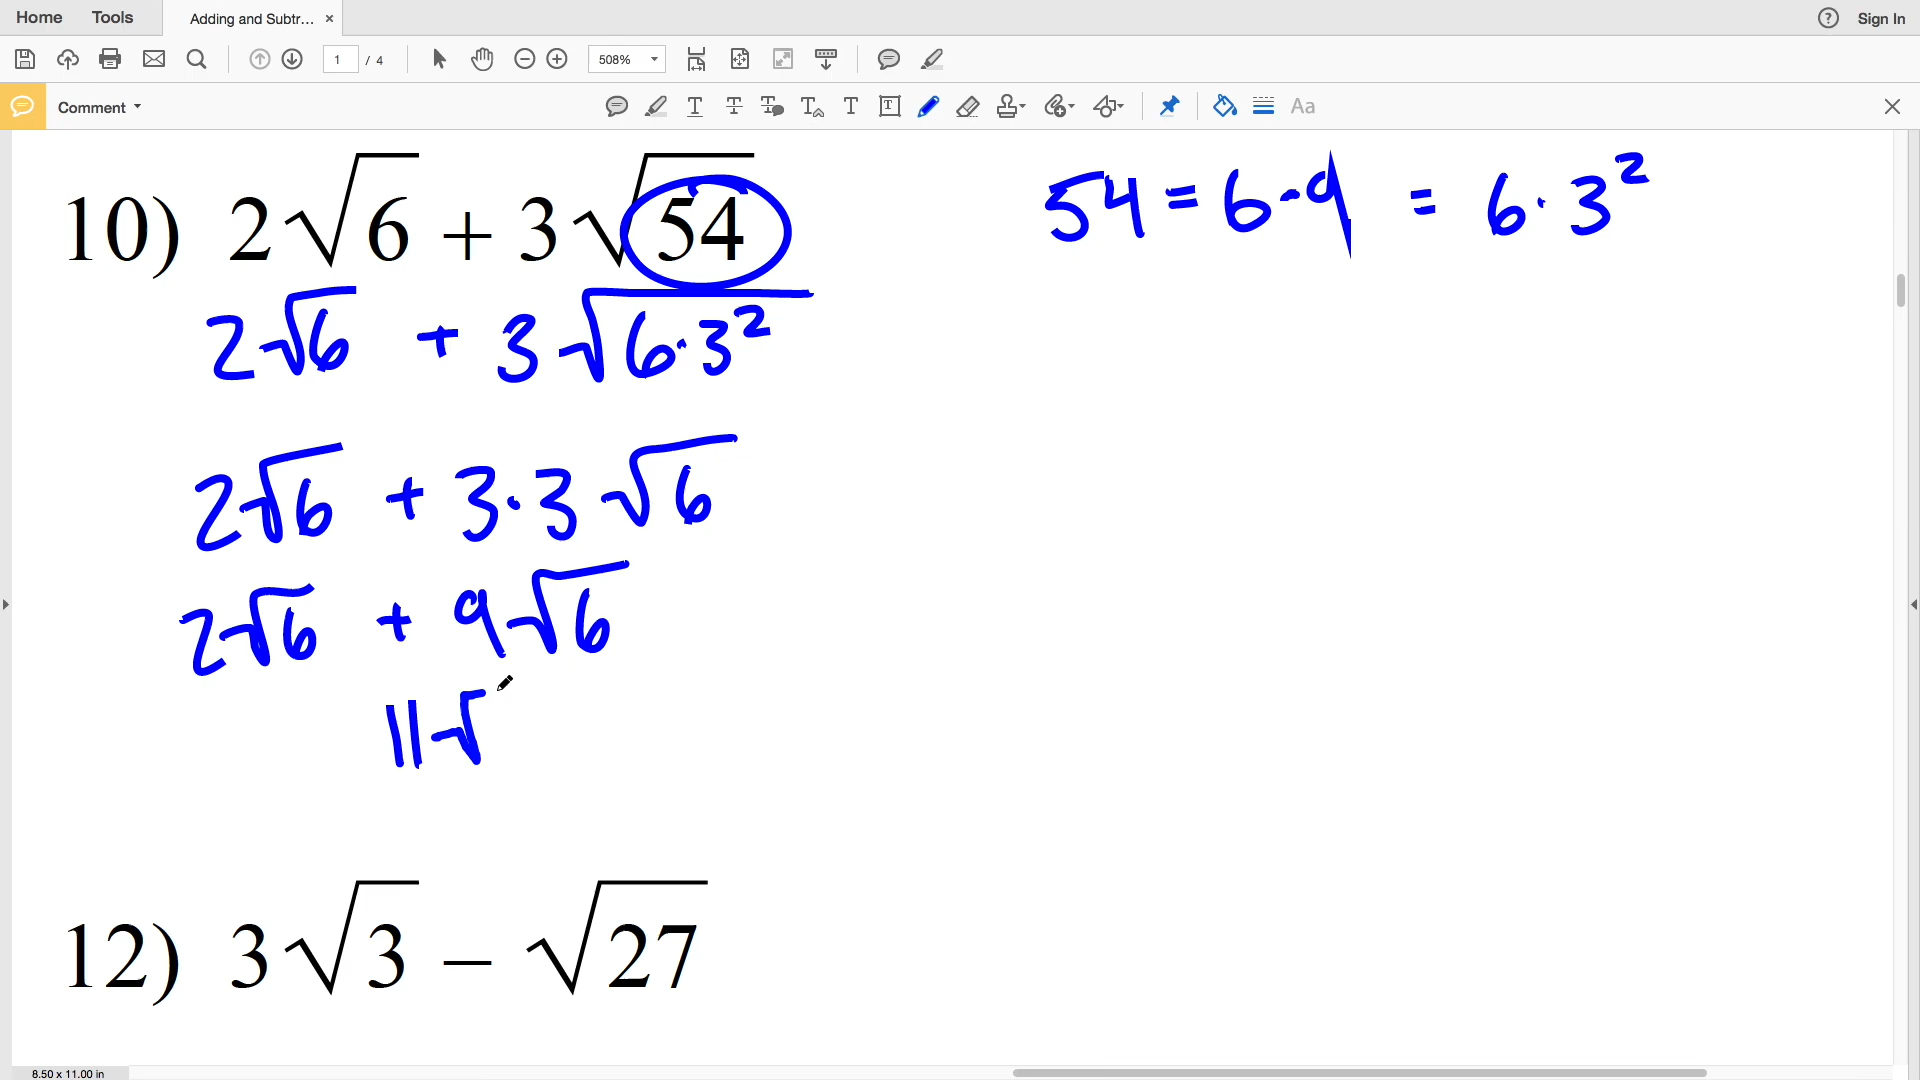 Home Tools Adding and Subtr... × ? Sign In
1 / 4 508%
Comment T T T T T T Aa
10) 2√6 + 3√54 54 = 6·9 = 6·3²
2√6 + 3√6·3²
2√6 + 3·3√6
2√6 + 9√6
11√
12) 3√3 − √27
8.50 x 11.00 in